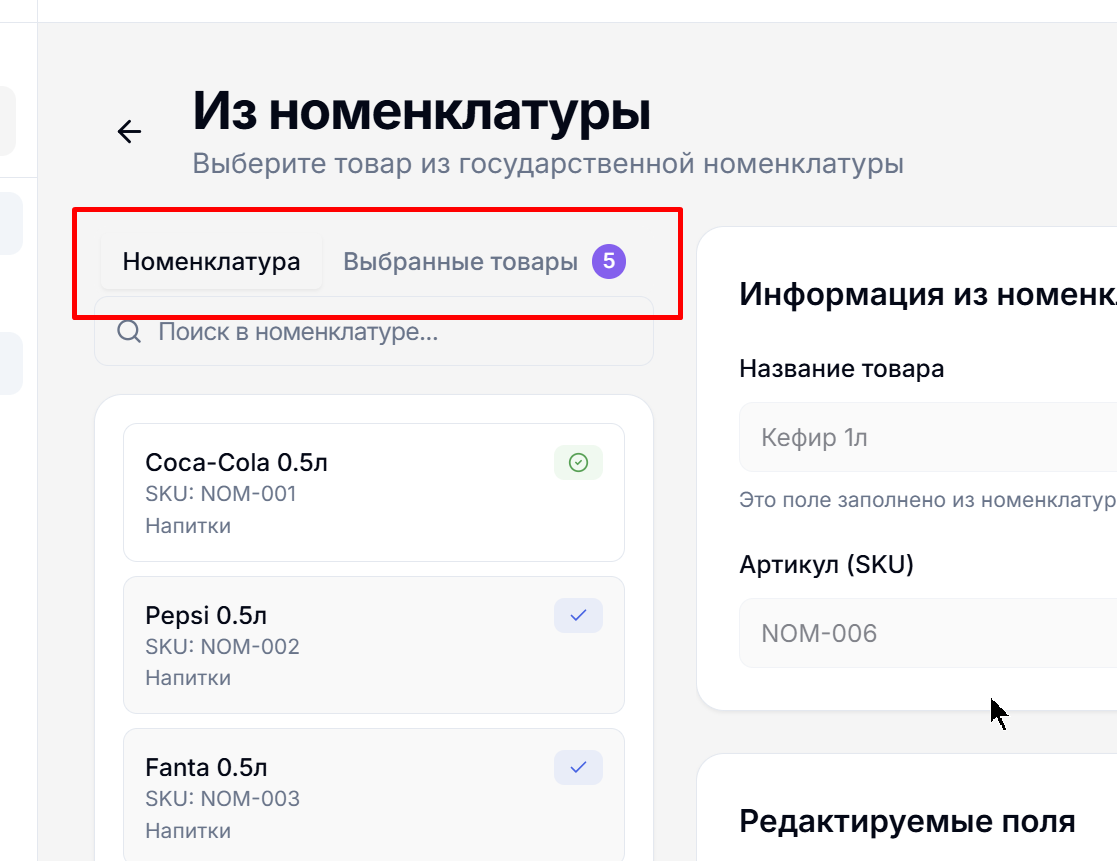 Из номенклатуры
Выберите товар из государственной номенклатуры
Номенклатура
Выбранные товары 5
Поиск в номенклатуре...
Coca-Cola 0.5л
SKU: NOM-001
Напитки
Pepsi 0.5л
SKU: NOM-002
Напитки
Fanta 0.5л
SKU: NOM-003
Напитки
Информация из номенк
Название товара
Кефир 1л
Это поле заполнено из номенклатур
Артикул (SKU)
NOM-006
Редактируемые поля